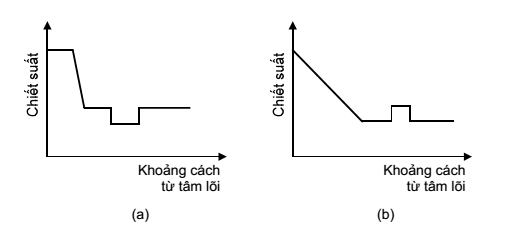 Chiết suất
Khoảng cách
từ tâm lõi
(a)
Chiết suất
Khoảng cách
từ tâm lõi
(b)